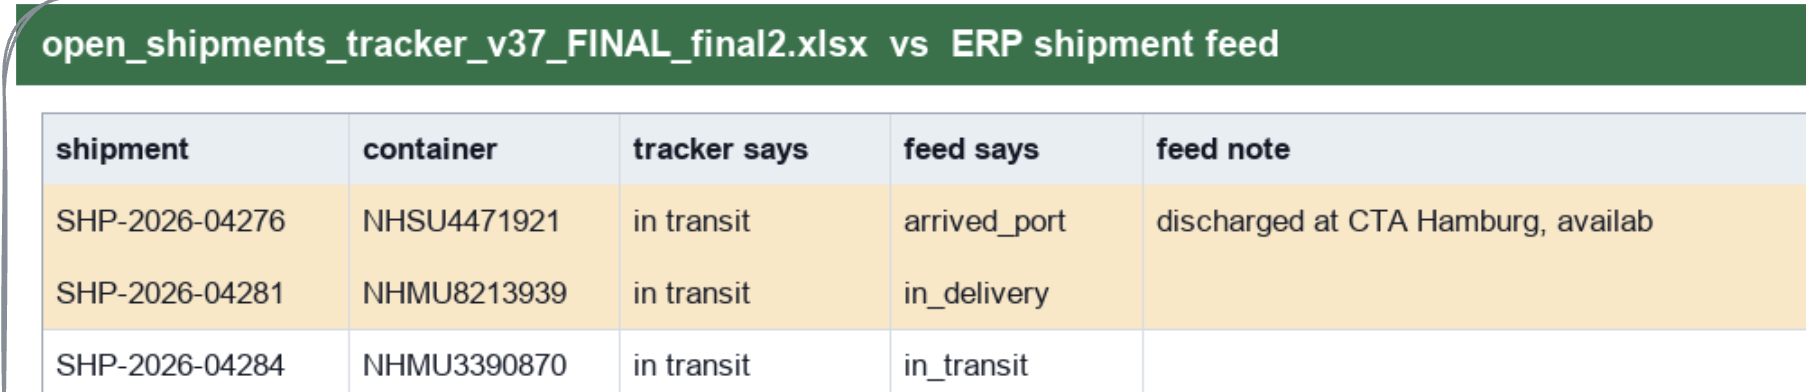 open_shipments_tracker_v37_FINAL_final2.xlsx vs ERP shipment feed
shipment container tracker says feed says feed note
SHP-2026-04276 NHSU4471921 in transit arrived_port discharged at CTA Hamburg, availab
SHP-2026-04281 NHMU8213939 in transit in_delivery
SHP-2026-04284 NHMU3390870 in transit in_transit